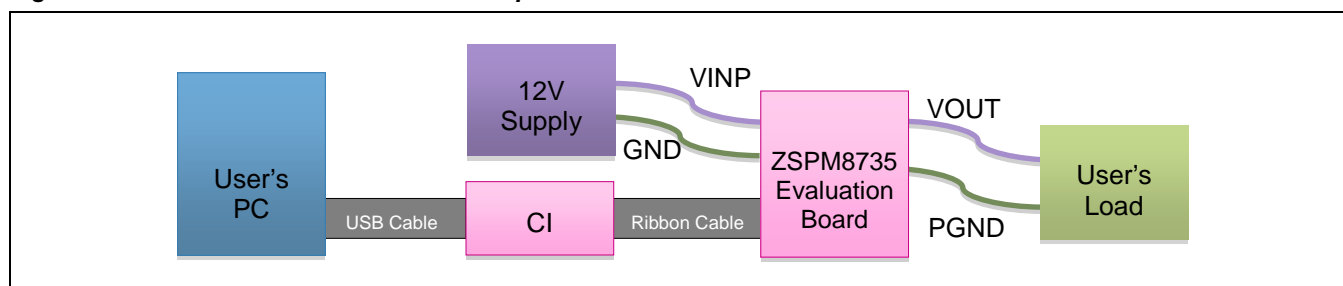 12V
Supply
VINP
GND
User's
PC
USB Cable
CI
Ribbon Cable
ZSPM8735
Evaluation
Board
VOUT
PGND
User's
Load